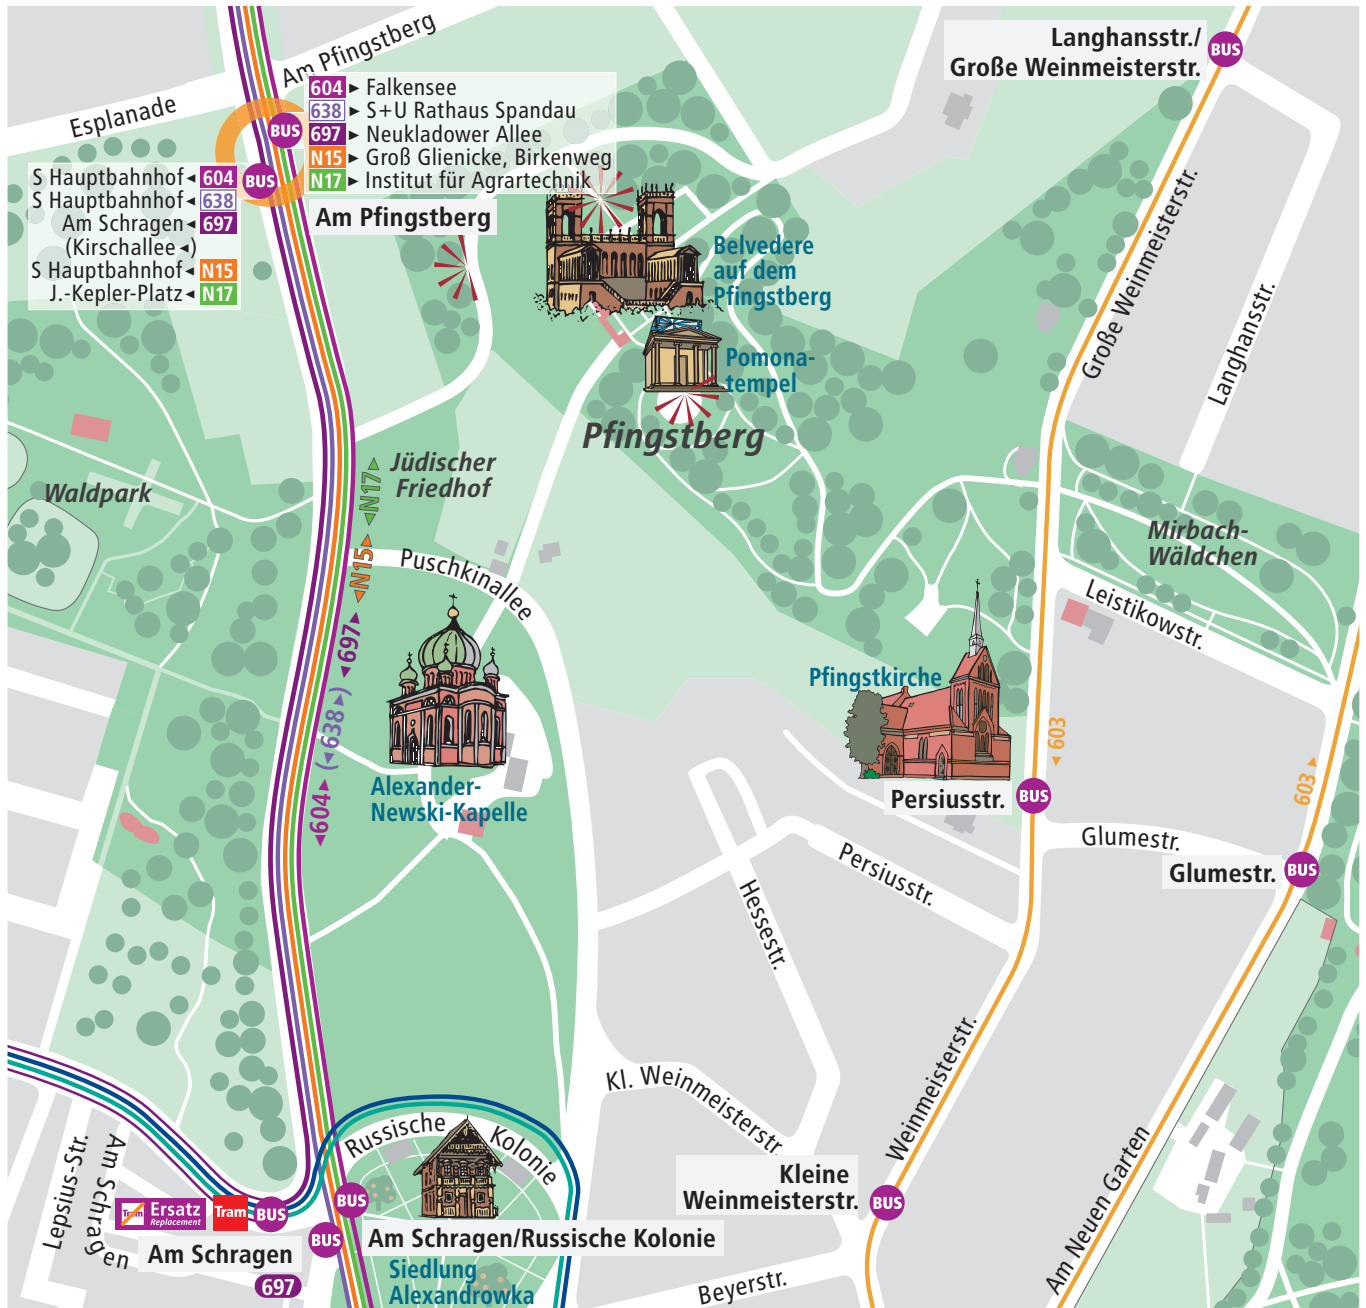 Am Pfingstberg
Esplanade
BUS
604 ▸ Falkensee
638 ▸ S+U Rathaus Spandau
697 ▸ Neukladower Allee
N15 ▸ Groß Glienicke, Birkenweg
N17 ▸ Institut für Agrartechnik
BUS
S Hauptbahnhof ◂ 604
S Hauptbahnhof ◂ 638
Am Schragen ◂ 697
(Kirschallee ◂)
S Hauptbahnhof ◂ N15
J.-Kepler-Platz ◂ N17
Am Pfingstberg
Langhansstr./
Große Weinmeisterstr.
BUS
Große Weinmeisterstr.
Langhansstr.
Belvedere
auf dem
Pfingstberg
Pomona-
tempel
Pfingstberg
Jüdischer
Friedhof
Waldpark
◂N17▸
◂N15▸
◂697▸
(◂638▸)
◂604▸
Puschkinallee
Mirbach-
Wäldchen
Leistikowstr.
Pfingstkirche
Alexander-
Newski-Kapelle
◂ 603
603 ▸
Persiusstr.
BUS
Glumestr.
Glumestr.
BUS
Persiusstr.
Hessestr.
Kl. Weinmeisterstr.
Weinmeisterstr.
Am Neuen Garten
Kleine
Weinmeisterstr.
BUS
Beyerstr.
Russische
Kolonie
Lepsius-Str.
Am Schragen
Tram
Ersatz
Replacement
Tram
BUS
Am Schragen
697
BUS
BUS
Am Schragen/Russische Kolonie
Siedlung
Alexandrowka